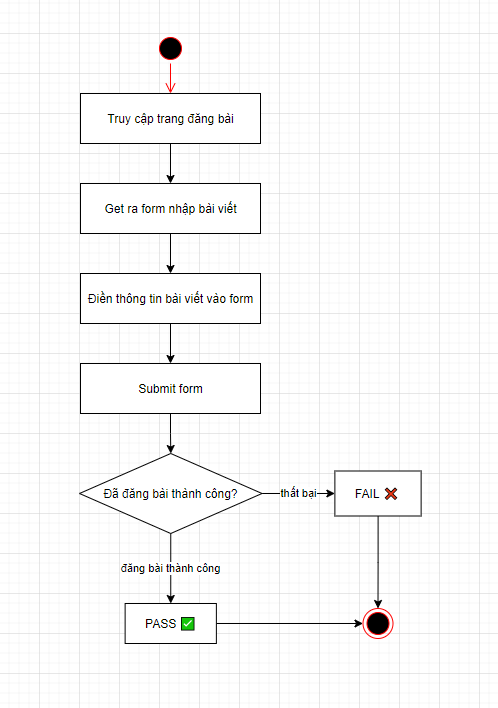 Truy cập trang đăng bài
Get ra form nhập bài viết
Điền thông tin bài viết vào form
Submit form
Đã đăng bài thành công?
thất bại
FAIL ❌
đăng bài thành công
PASS ✅